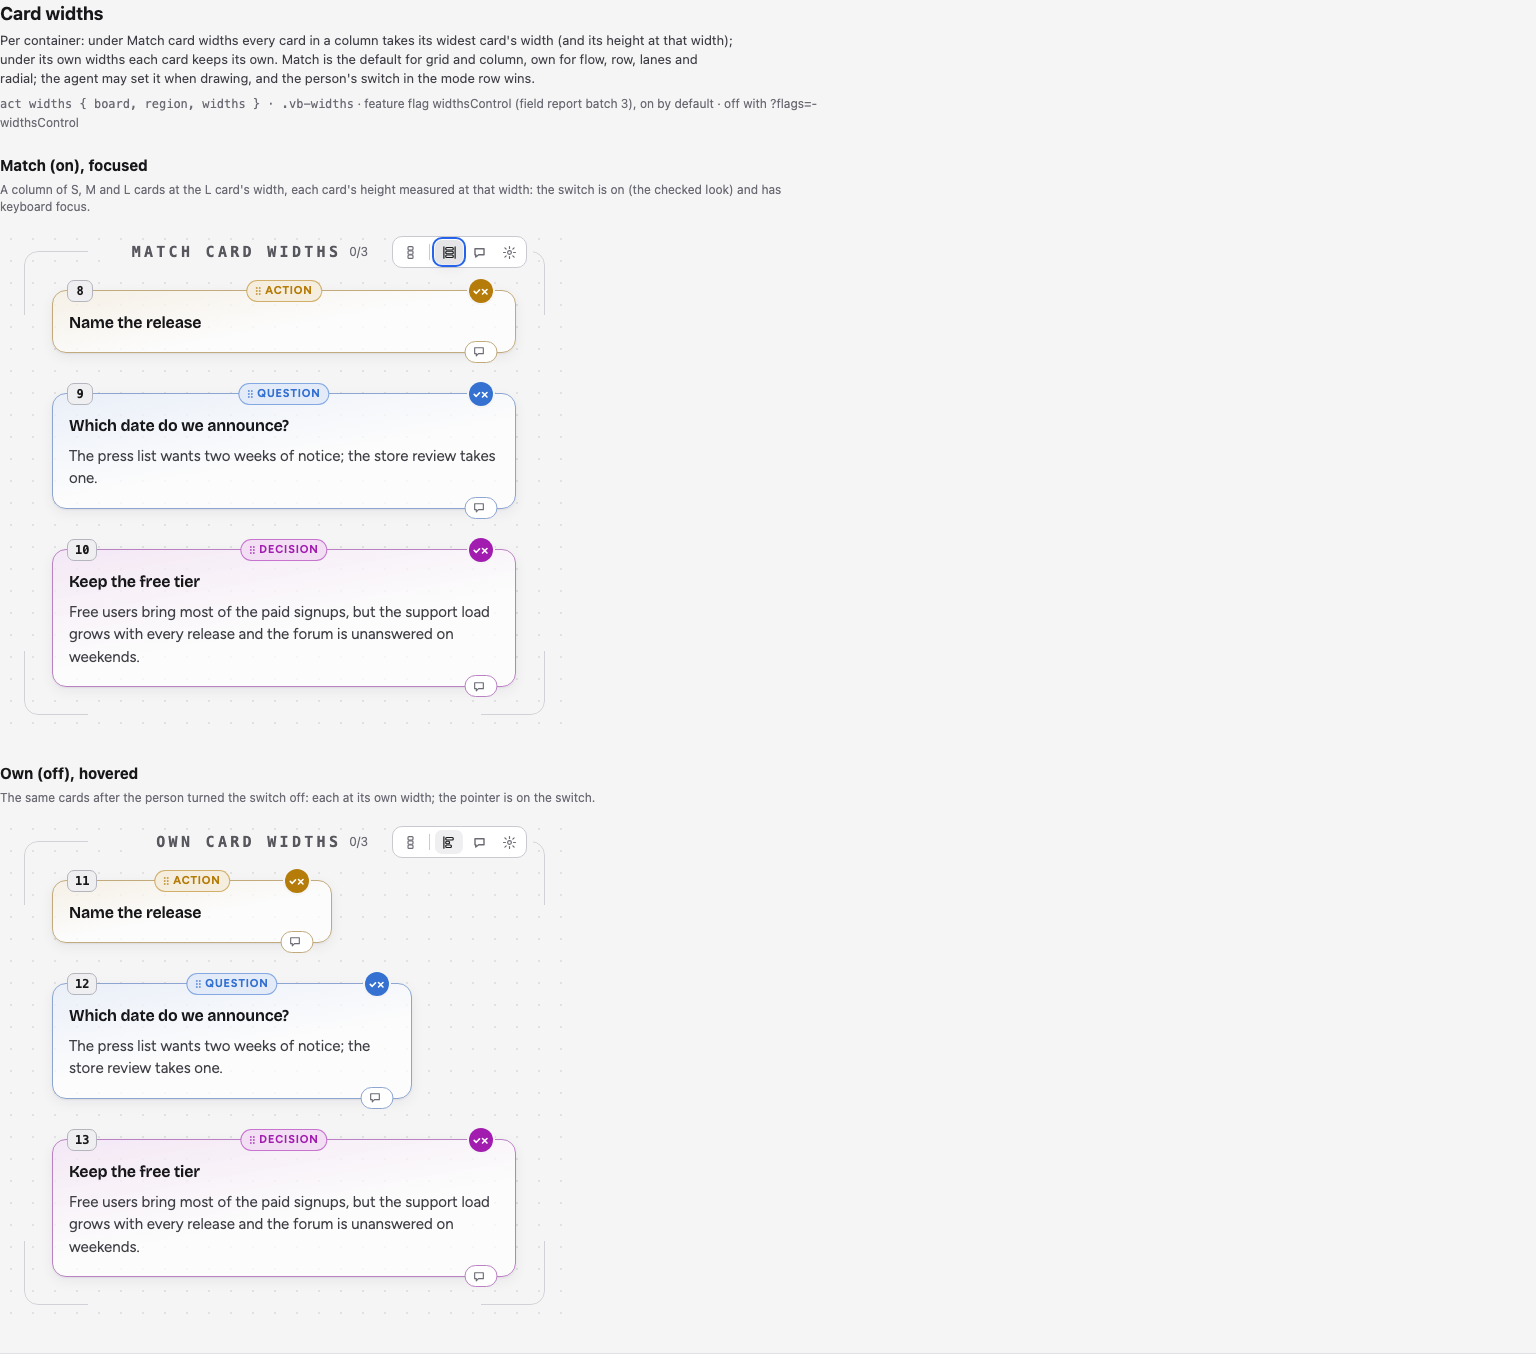 Card widths
Per container: under Match card widths every card in a column takes its widest card's width (and its height at that width);
under its own widths each card keeps its own. Match is the default for grid and column, own for flow, row, lanes and
radial; the agent may set it when drawing, and the person's switch in the mode row wins.
act widths { board, region, widths } · .vb-widths · feature flag widthsControl (field report batch 3), on by default · off with ?flags=-
widthsControl
Match (on), focused
A column of S, M and L cards at the L card's width, each card's height measured at that width: the switch is on (the checked look) and has
keyboard focus.
MATCH CARD WIDTHS 0/3
8 ACTION
Name the release
9 QUESTION
Which date do we announce?
The press list wants two weeks of notice; the store review takes
one.
10 DECISION
Keep the free tier
Free users bring most of the paid signups, but the support load
grows with every release and the forum is unanswered on
weekends.
Own (off), hovered
The same cards after the person turned the switch off: each at its own width; the pointer is on the switch.
OWN CARD WIDTHS 0/3
11 ACTION
Name the release
12 QUESTION
Which date do we announce?
The press list wants two weeks of notice; the
store review takes one.
13 DECISION
Keep the free tier
Free users bring most of the paid signups, but the support load
grows with every release and the forum is unanswered on
weekends.